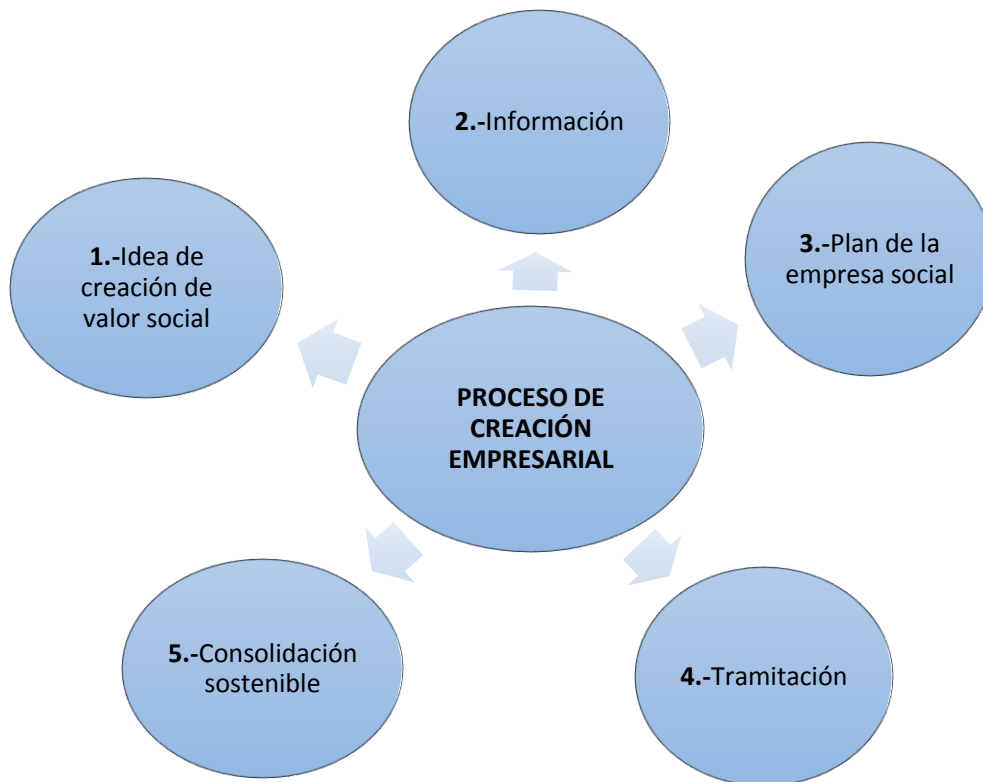 1.-Idea de
creación de
valor social
2.-Información
3.-Plan de la
empresa social
PROCESO DE
CREACIÓN
EMPRESARIAL
4.-Tramitación
5.-Consolidación
sostenible